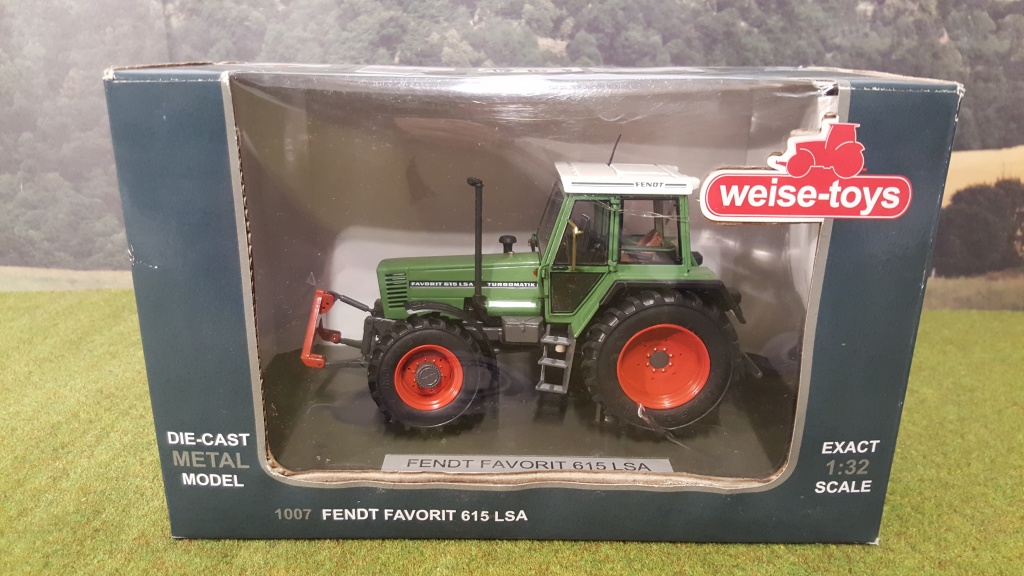 FENDT
weise-toys
FAVORIT 615 LSA TURBOMATIK
FENDT FAVORIT 615 LSA
DIE-CAST
METAL
MODEL
EXACT
1:32
SCALE
1007 FENDT FAVORIT 615 LSA